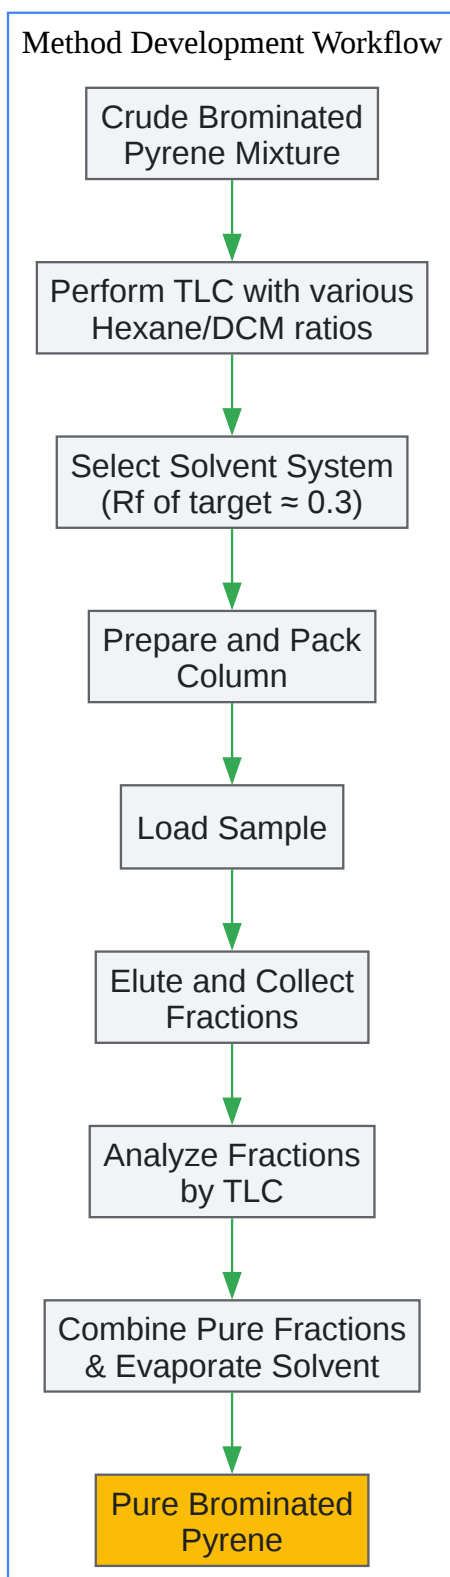 Method Development Workflow
Crude Brominated
Pyrene Mixture
Perform TLC with various
Hexane/DCM ratios
Select Solvent System
(Rf of target ≈ 0.3)
Prepare and Pack
Column
Load Sample
Elute and Collect
Fractions
Analyze Fractions
by TLC
Combine Pure Fractions
& Evaporate Solvent
Pure Brominated
Pyrene